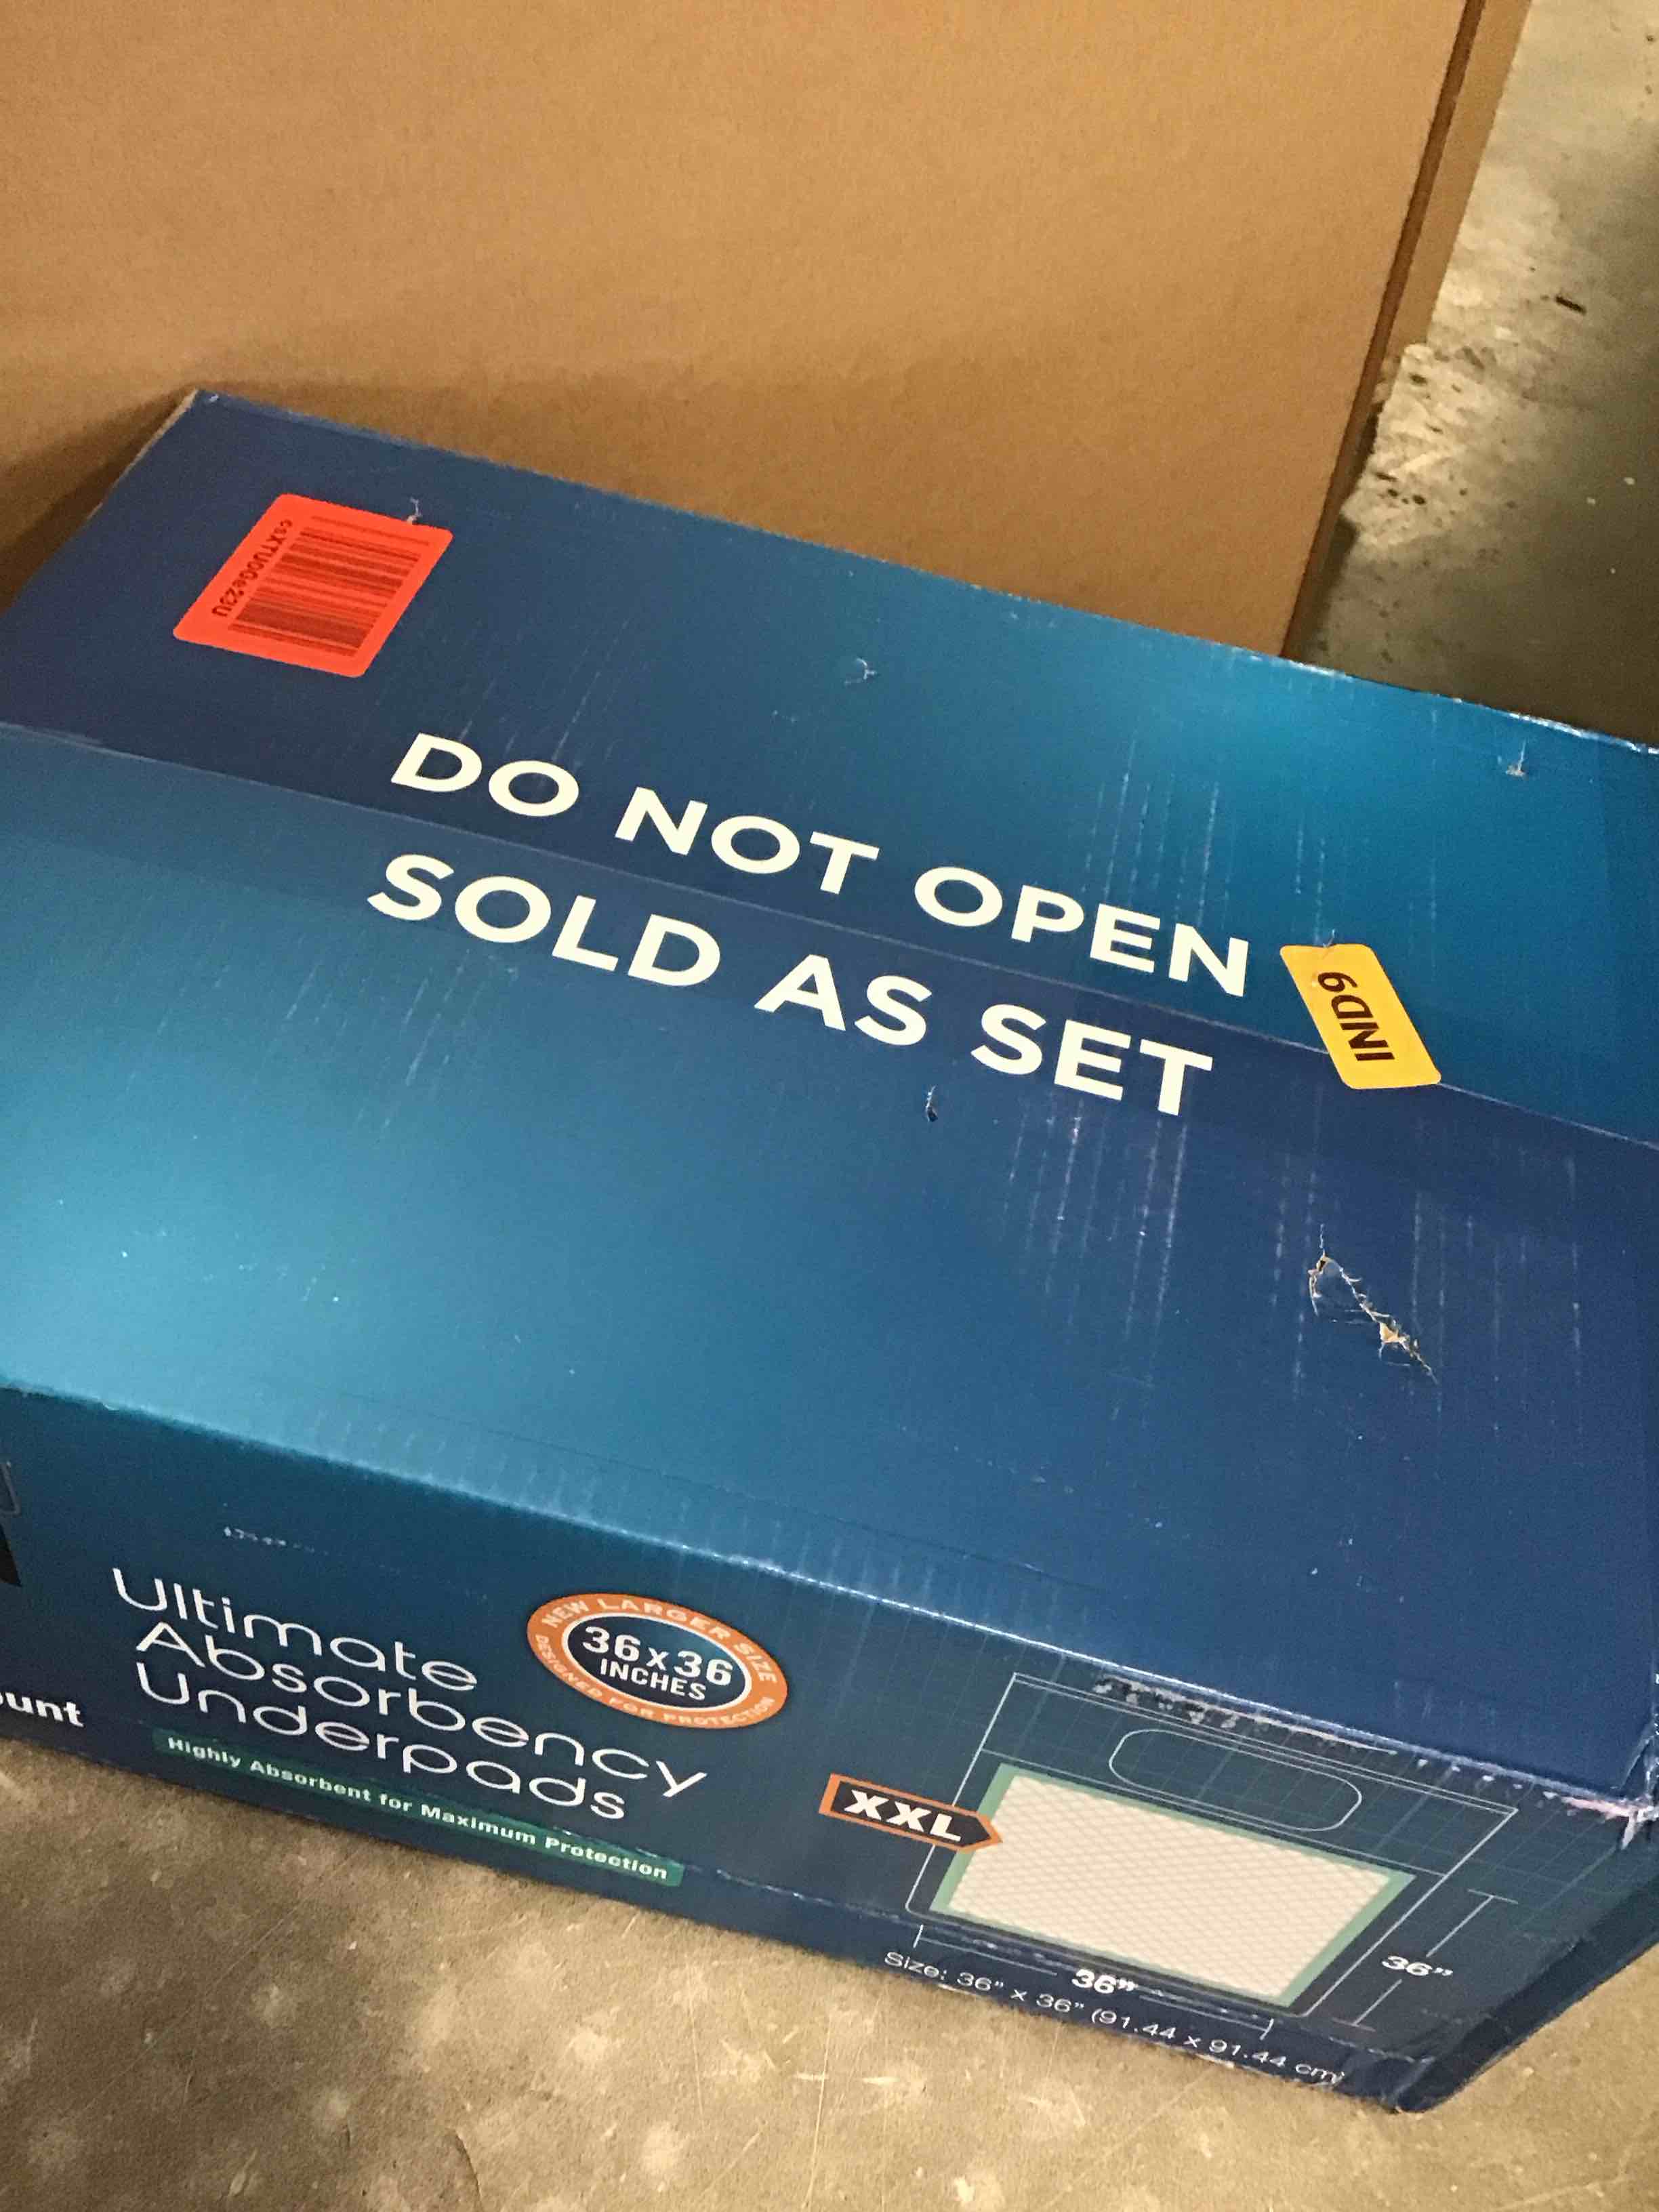 csXTU00e23U
DO NOT OPEN
SOLD AS SET
IND9
Ultimate
Absorbency
Underpads
Highly Absorbent for Maximum Protection
NEW LARGER SIZE
36x36
INCHES
DESIGNED FOR PROTECTION
XXL
36”
36”
Size: 36” x 36” (91.44 x 91.44 cm)